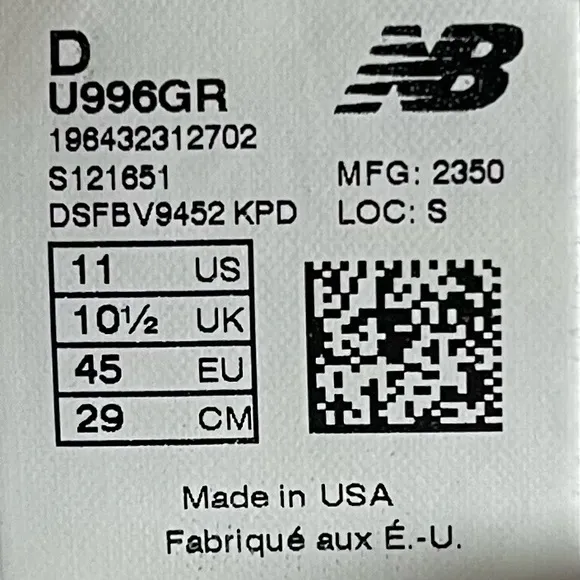 D
NB
U996GR
196432312702
S121651
MFG: 2350
DSFBV9452 KPD
LOC: S
11 US
10½ UK
45 EU
29 CM
Made in USA
Fabriqué aux É.-U.